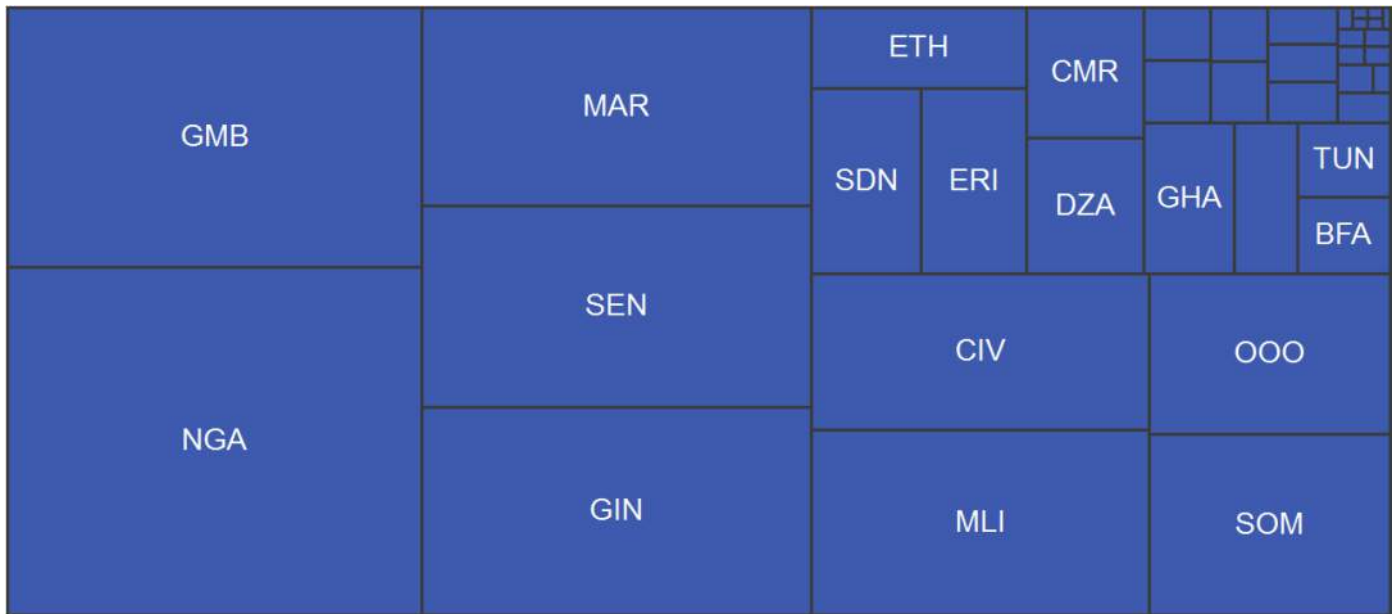 GMB
NGA
MAR
SEN
GIN
ETH
SDN
ERI
CMR
DZA
GHA
TUN
BFA
CIV
OOO
MLI
SOM